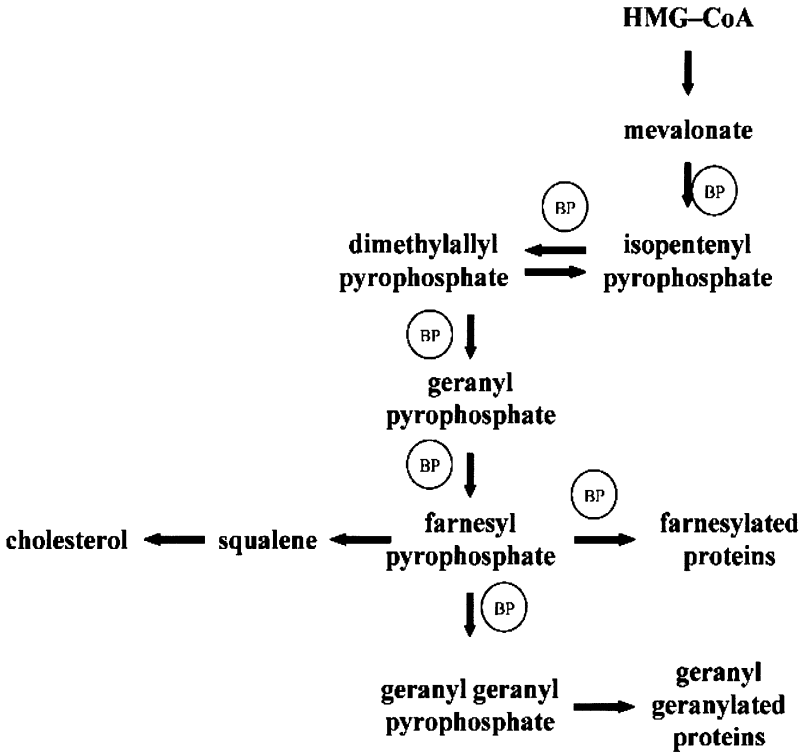 HMG–CoA
mevalonate
BP
BP
dimethylallyl
pyrophosphate
isopentenyl
pyrophosphate
BP
geranyl
pyrophosphate
BP
BP
cholesterol
squalene
farnesyl
pyrophosphate
farnesylated
proteins
BP
geranyl geranyl
pyrophosphate
geranyl
geranylated
proteins